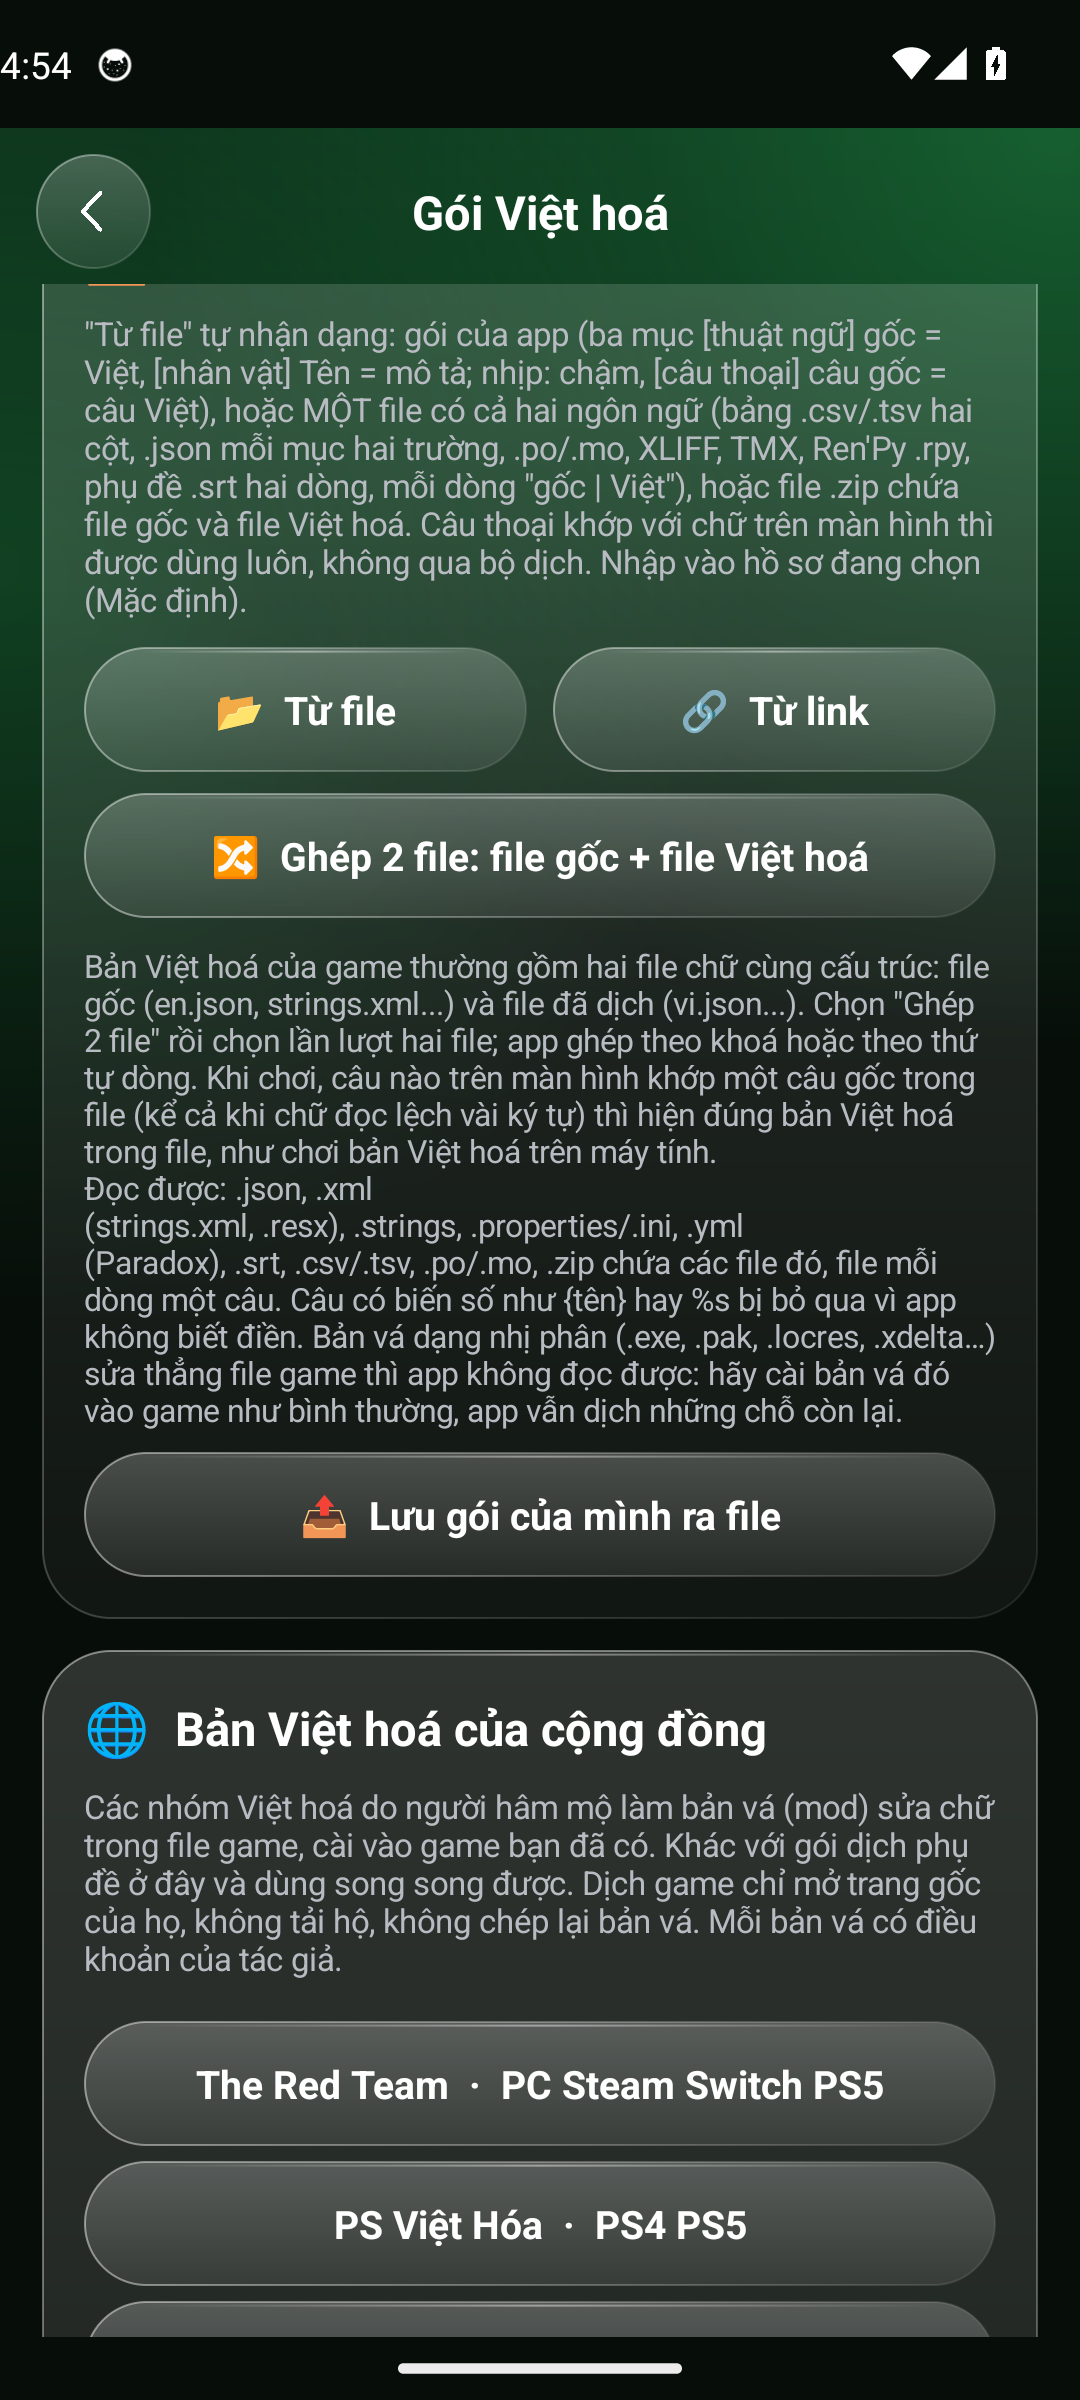 4:54
Gói Việt hoá
"Từ file" tự nhận dạng: gói của app (ba mục [thuật ngữ] gốc =
Việt, [nhân vật] Tên = mô tả; nhịp: chậm, [câu thoại] câu gốc =
câu Việt), hoặc MỘT file có cả hai ngôn ngữ (bảng .csv/.tsv hai
cột, .json mỗi mục hai trường, .po/.mo, XLIFF, TMX, Ren'Py .rpy,
phụ đề .srt hai dòng, mỗi dòng "gốc | Việt"), hoặc file .zip chứa
file gốc và file Việt hoá. Câu thoại khớp với chữ trên màn hình thì
được dùng luôn, không qua bộ dịch. Nhập vào hồ sơ đang chọn
(Mặc định).
Từ file
Từ link
Ghép 2 file: file gốc + file Việt hoá
Bản Việt hoá của game thường gồm hai file chữ cùng cấu trúc: file
gốc (en.json, strings.xml...) và file đã dịch (vi.json...). Chọn "Ghép
2 file" rồi chọn lần lượt hai file; app ghép theo khoá hoặc theo thứ
tự dòng. Khi chơi, câu nào trên màn hình khớp một câu gốc trong
file (kể cả khi chữ đọc lệch vài ký tự) thì hiện đúng bản Việt hoá
trong file, như chơi bản Việt hoá trên máy tính.
Đọc được: .json, .xml
(strings.xml, .resx), .strings, .properties/.ini, .yml
(Paradox), .srt, .csv/.tsv, .po/.mo, .zip chứa các file đó, file mỗi
dòng một câu. Câu có biến số như {tên} hay %s bị bỏ qua vì app
không biết điền. Bản vá dạng nhị phân (.exe, .pak, .locres, .xdelta...)
sửa thẳng file game thì app không đọc được: hãy cài bản vá đó
vào game như bình thường, app vẫn dịch những chỗ còn lại.
Lưu gói của mình ra file
Bản Việt hoá của cộng đồng
Các nhóm Việt hoá do người hâm mộ làm bản vá (mod) sửa chữ
trong file game, cài vào game bạn đã có. Khác với gói dịch phụ
đề ở đây và dùng song song được. Dịch game chỉ mở trang gốc
của họ, không tải hộ, không chép lại bản vá. Mỗi bản vá có điều
khoản của tác giả.
The Red Team · PC Steam Switch PS5
PS Việt Hóa · PS4 PS5